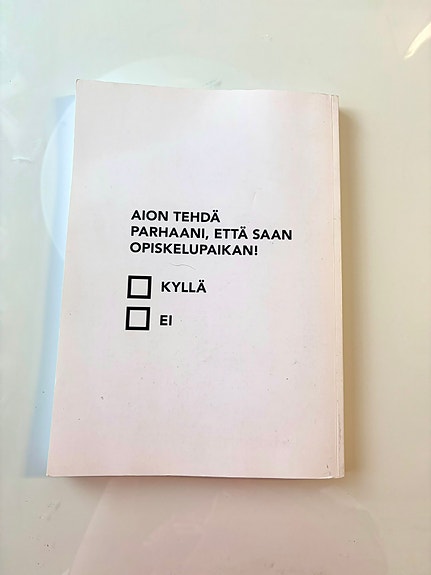 AION TEHDÄ
PARHAANI, ETTÄ SAAN
OPISKELUPAIKAN!
KYLLÄ
EI